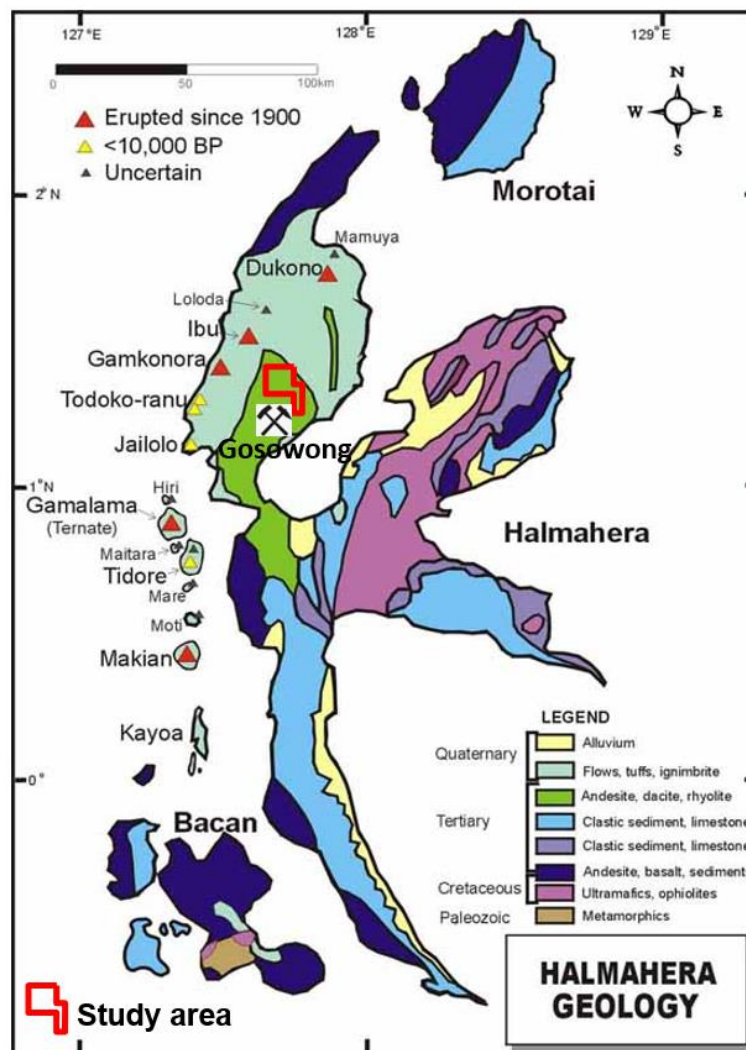 127°E
128°E
129°E
0 50 100km
N
W E
S
Erupted since 1900
<10,000 BP
Uncertain
Morotai
2°N
Mamuya
Dukono
Loloda
Ibu
Gamkonora
Todoko-ranu
Jailolo
Gosowong
1°N
Hiri
Gamalama
(Ternate)
Halmahera
Maitara
Tidore
Mare
Moti
Makian
Kayoa
0°
Bacan
LEGEND
Quaternary
Alluvium
Flows, tuffs, ignimbrite
Tertiary
Andesite, dacite, rhyolite
Clastic sediment, limestone
Clastic sediment, limestone
Andesite, basalt, sediment
Cretaceous
Ultramafics, ophiolites
Paleozoic
Metamorphics
HALMAHERA
GEOLOGY
Study area